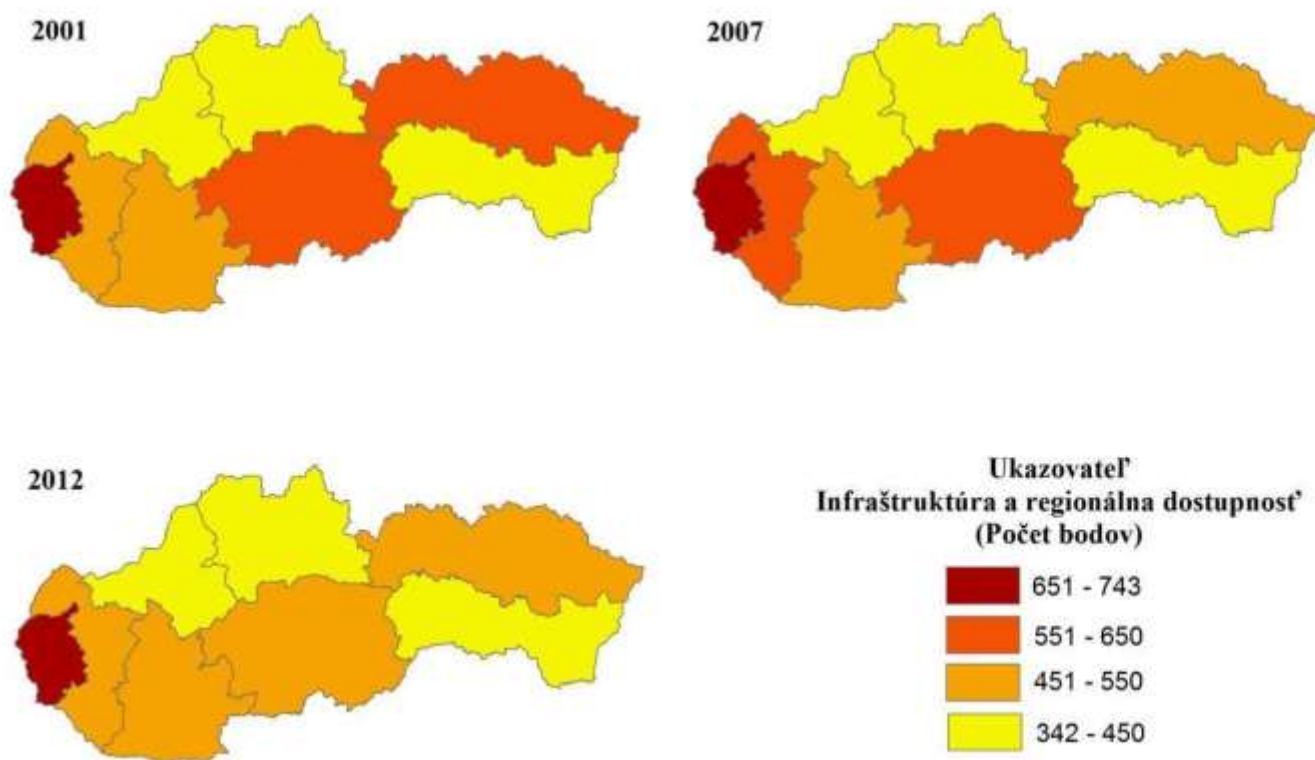 2001
2007
2012
Ukazovateľ
Infraštruktúra a regionálna dostupnosť
(Počet bodov)
651 - 743
551 - 650
451 - 550
342 - 450